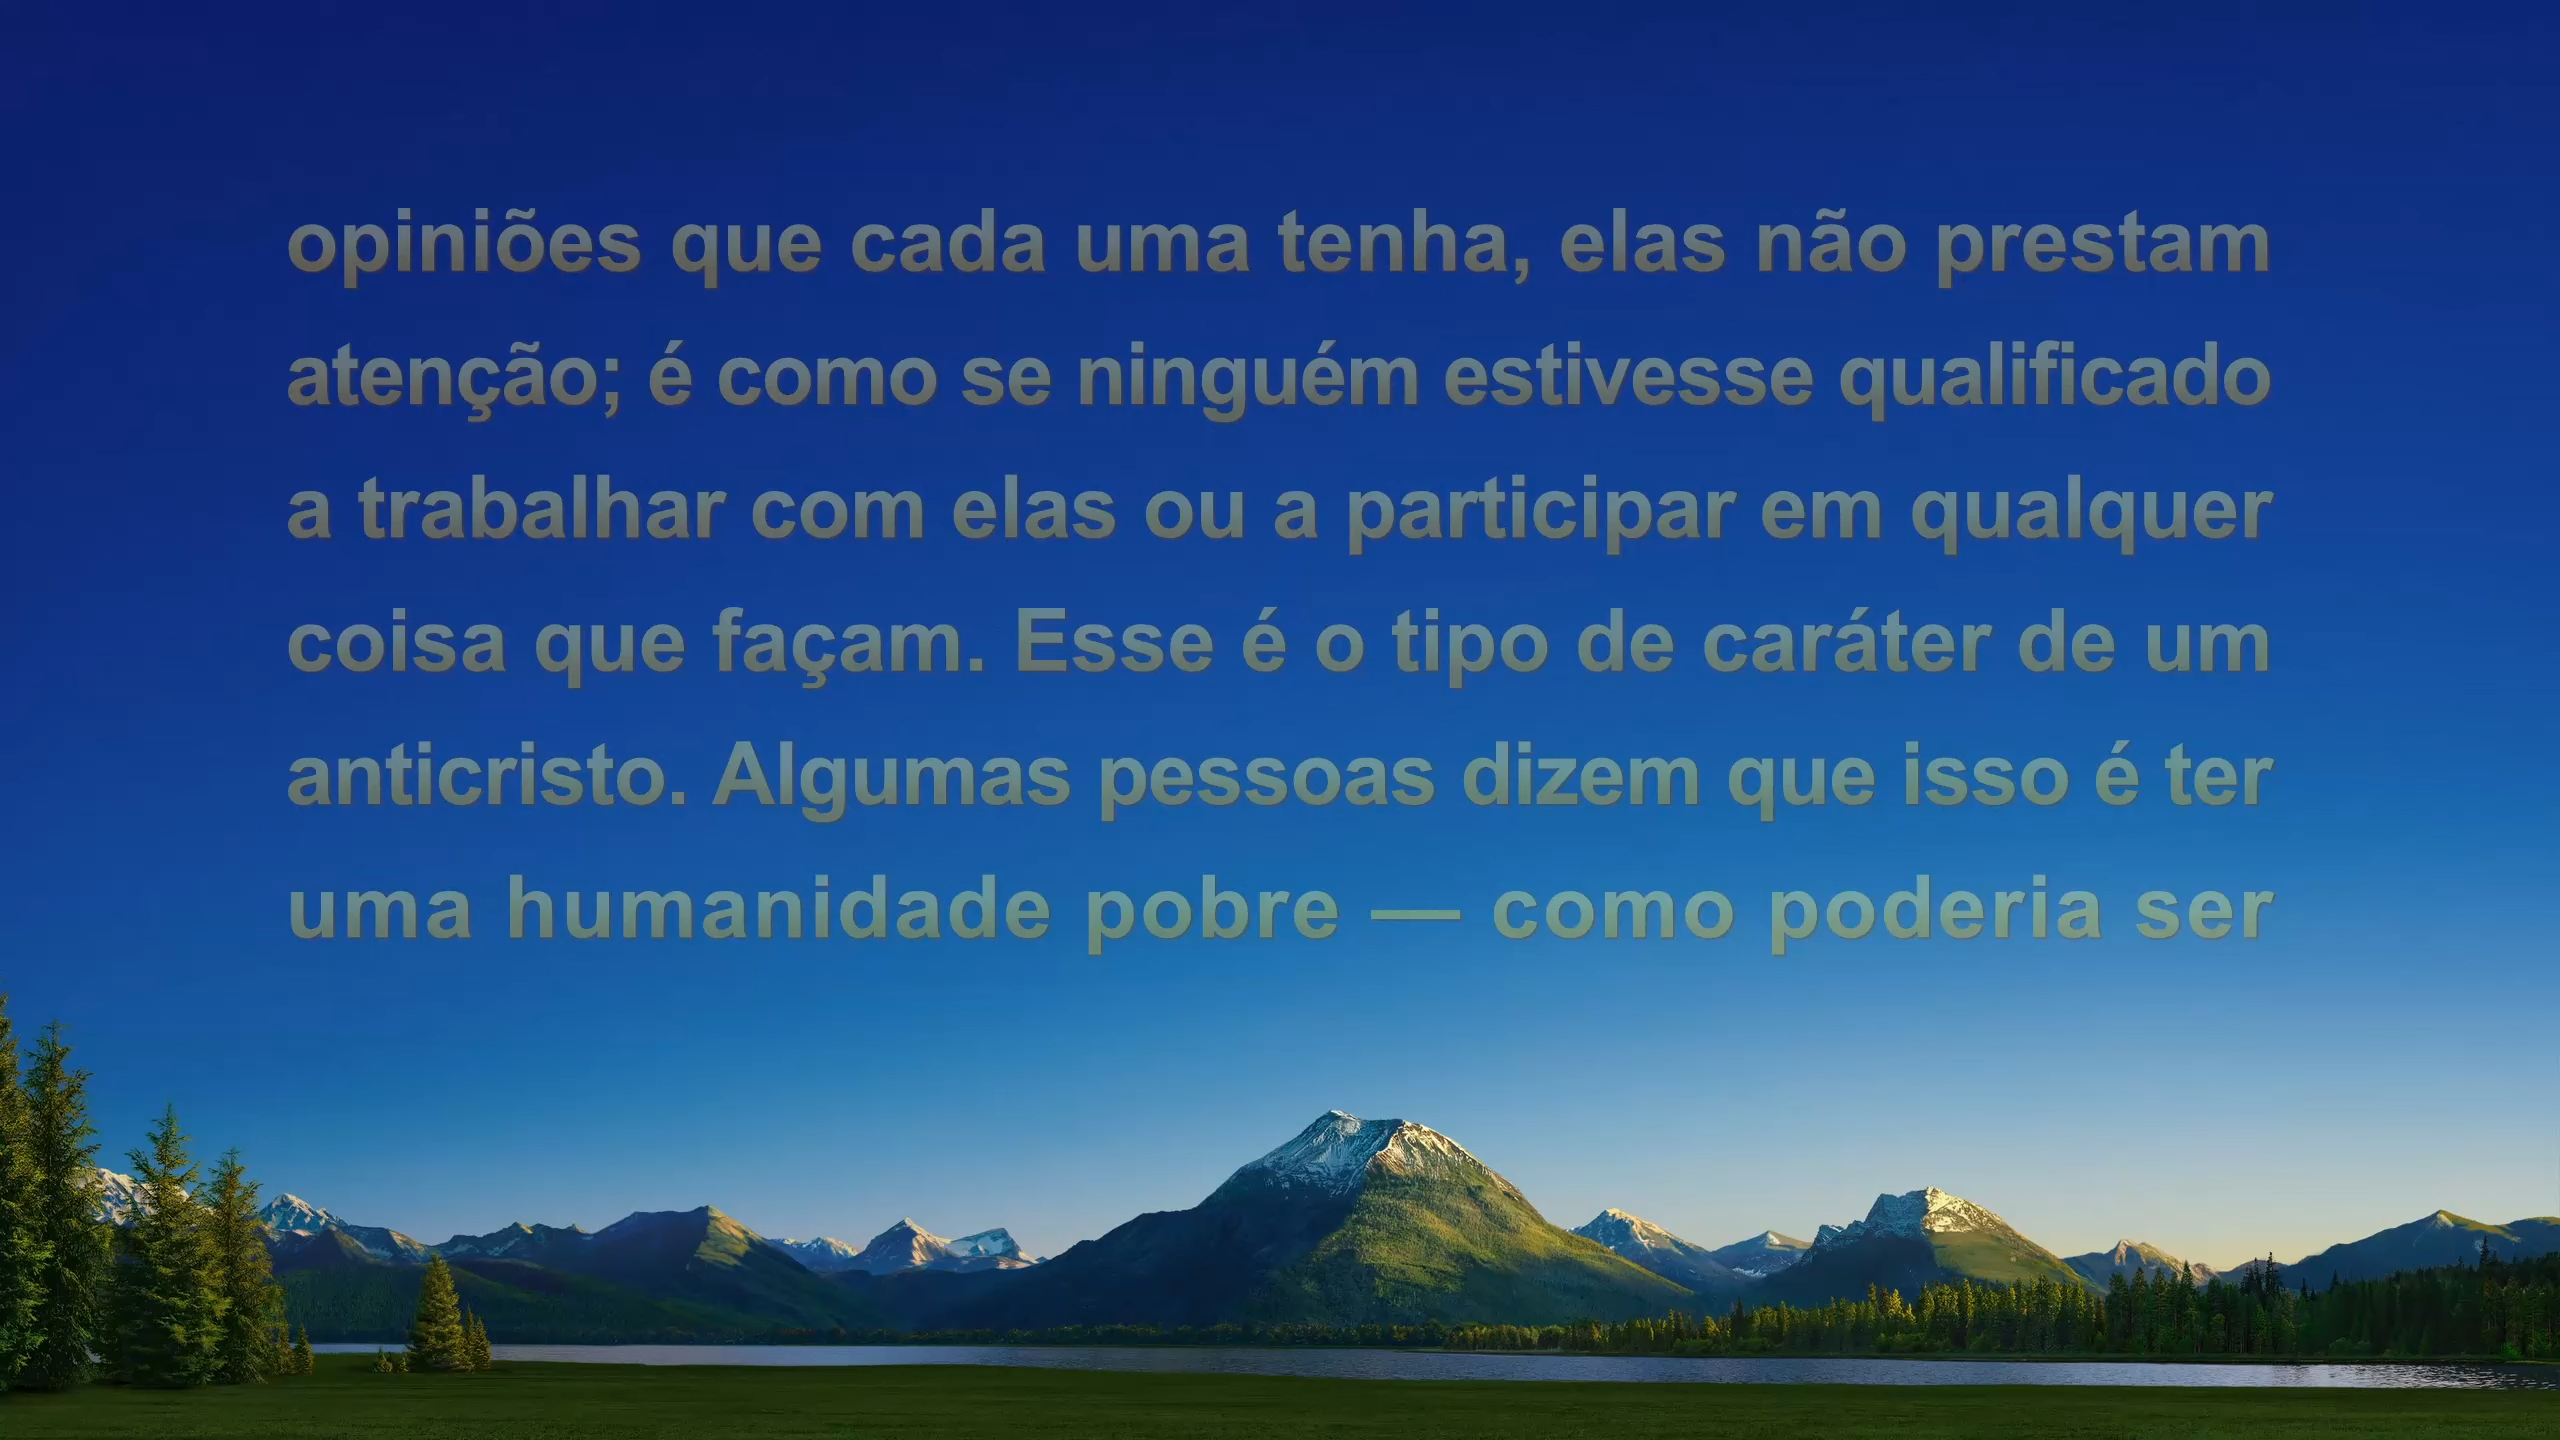 opiniões que cada uma tenha, elas não prestam
atenção; é como se ninguém estivesse qualificado
a trabalhar com elas ou a participar em qualquer
coisa que façam. Esse é o tipo de caráter de um
anticristo. Algumas pessoas dizem que isso é ter
uma humanidade pobre — como poderia ser